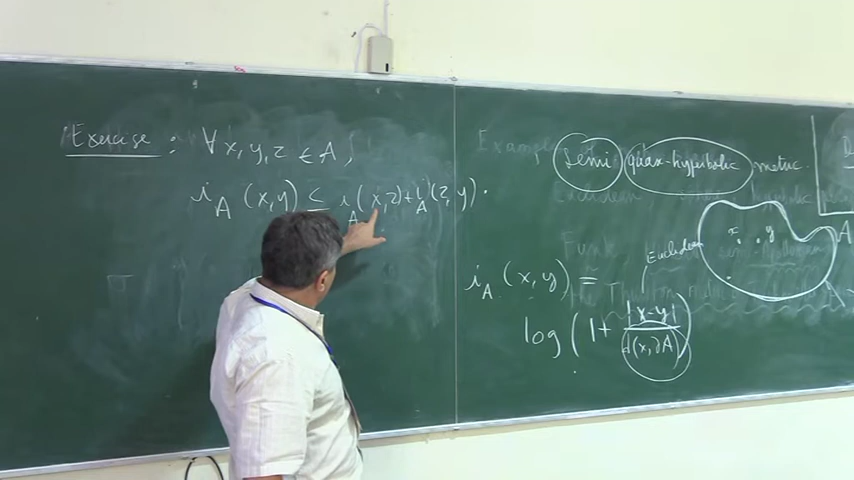 Exercise : ∀ x,y,z ∈ A,
i_A (x,y) ≤ i_A (x,z) + i_A (z,y).
Semi quasi-hyperbolic metric
Euclidean
x y
A
i_A (x,y) =
log (1 + |x-y| / d(x,∂A))